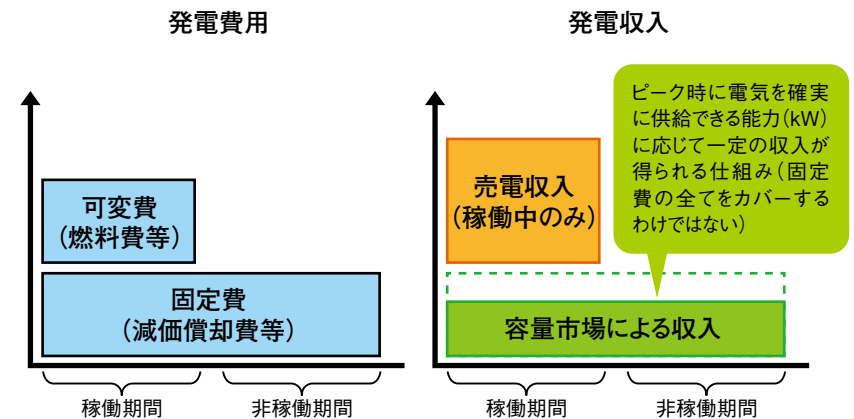 発電費用
可変費
(燃料費等)
固定費
(減価償却費等)
稼働期間
非稼働期間
発電収入
ピーク時に電気を確実
に供給できる能力(kW)
に応じて一定の収入が
得られる仕組み(固定
費の全てをカバーする
わけではない)
売電収入
(稼働中のみ)
容量市場による収入
稼働期間
非稼働期間